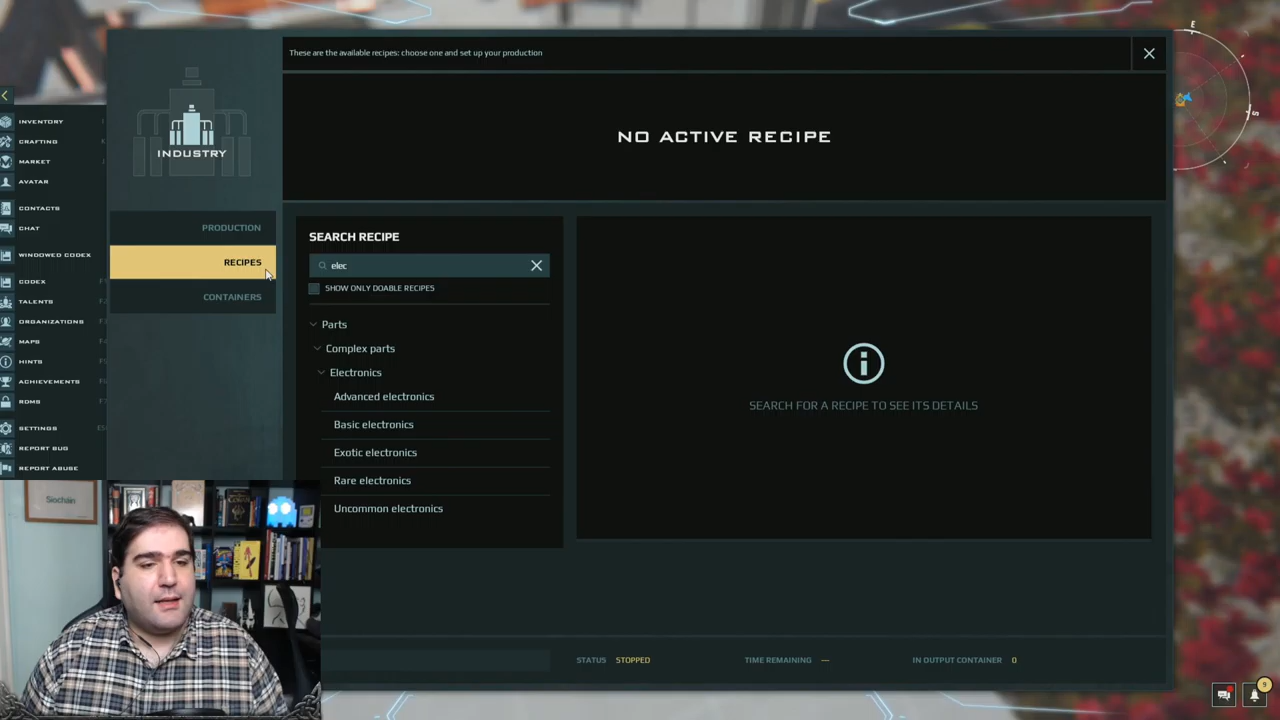 E
S
These are the available recipes: choose one and set up your production
NO ACTIVE RECIPE
INDUSTRY
INVENTORY I
CRAFTING K
MARKET
AVATAR
CONTACTS
CHAT
WINDOWED CODEX
CODEX
TALENTS
ORGANIZATIONS
MAPS
HINTS
ACHIEVEMENTS
RDMS
SETTINGS
REPORT BUG
REPORT ABUSE
PRODUCTION
RECIPES
CONTAINERS
SEARCH RECIPE
elec
SHOW ONLY DOABLE RECIPES
Parts
Complex parts
Electronics
Advanced electronics
Basic electronics
Exotic electronics
Rare electronics
Uncommon electronics
SEARCH FOR A RECIPE TO SEE ITS DETAILS
STATUS STOPPED
TIME REMAINING —
IN OUTPUT CONTAINER 0
9
Siochain